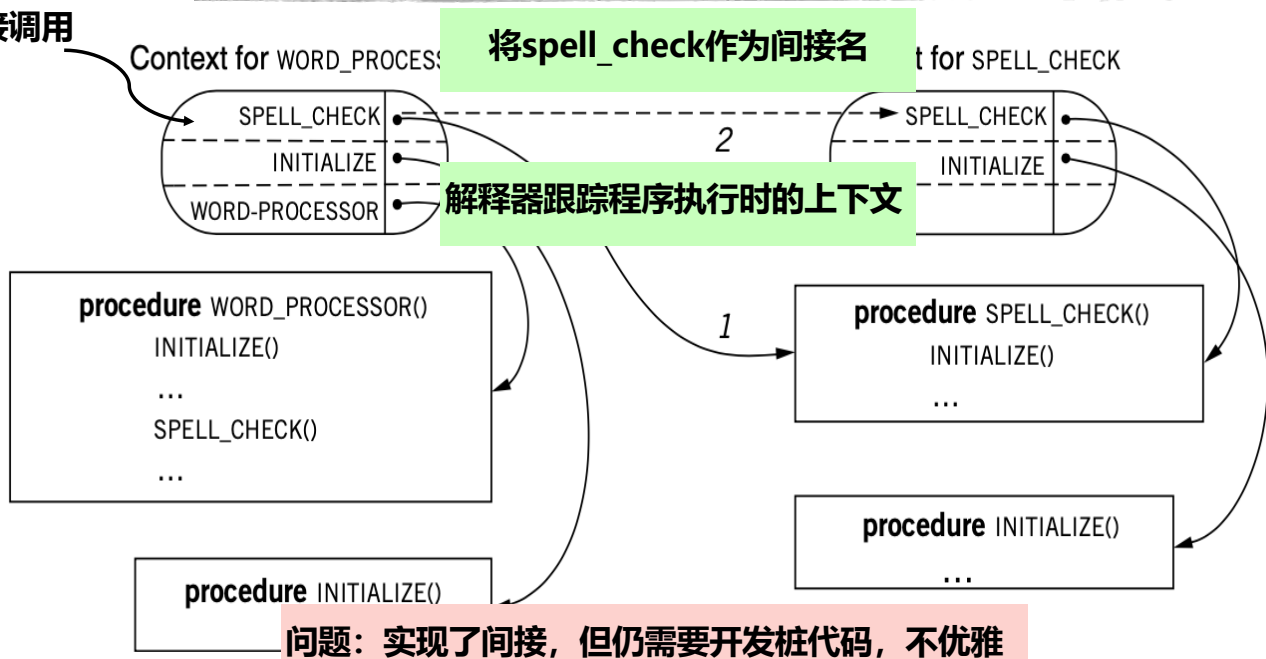 接调用
将spell_check作为间接名
Context for WORD_PROCESS
t for SPELL_CHECK
SPELL_CHECK
INITIALIZE
WORD-PROCESSOR
2
SPELL_CHECK
INITIALIZE
解释器跟踪程序执行时的上下文
1
procedure WORD_PROCESSOR()
INITIALIZE()
...
SPELL_CHECK()
...
procedure SPELL_CHECK()
INITIALIZE()
...
procedure INITIALIZE()
...
procedure INITIALIZE()
问题：实现了间接，但仍需要开发桩代码，不优雅